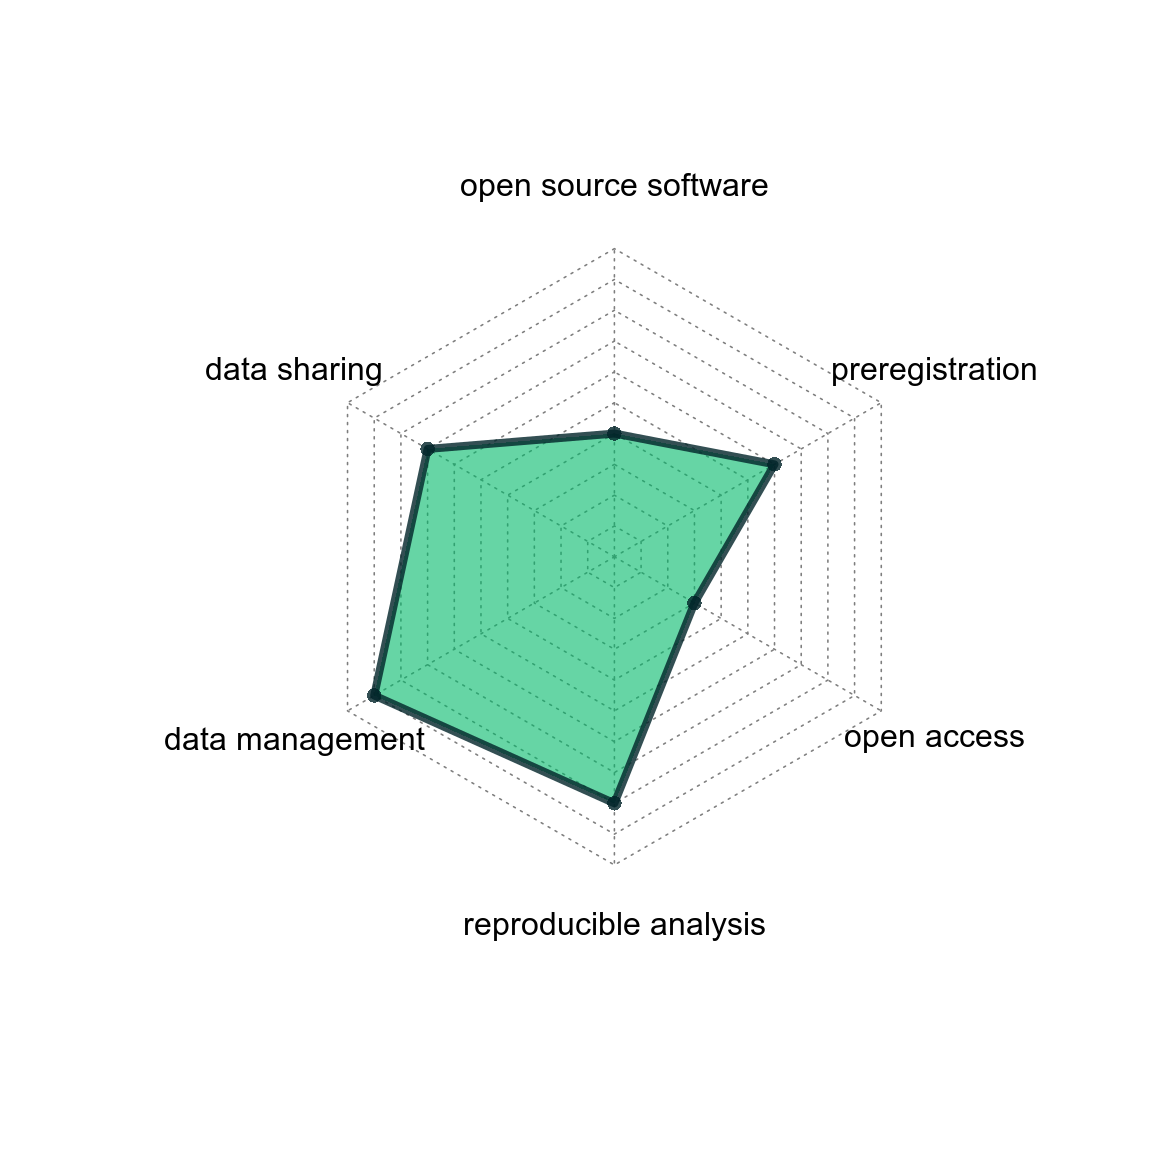 open source software
data sharing
preregistration
data management
open access
reproducible analysis